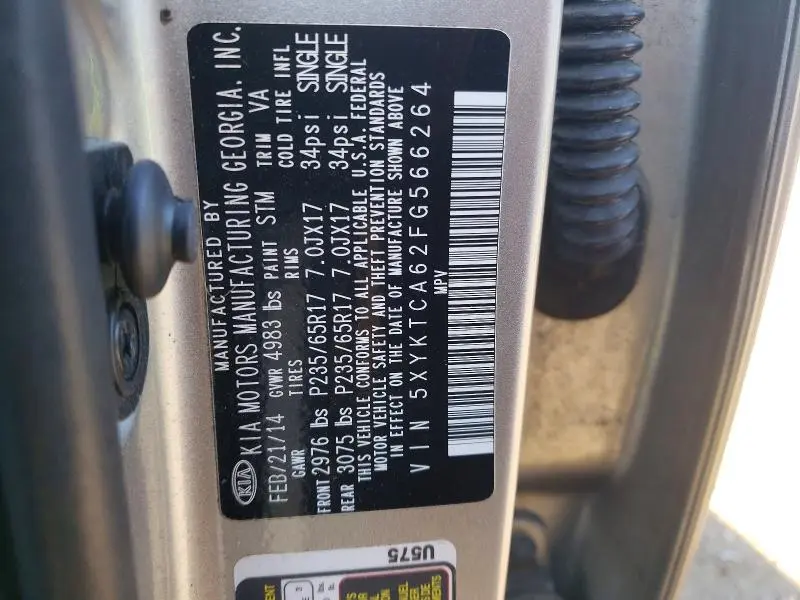 MANUFACTURED BY
KIA KIA MOTORS MANUFACTURING GEORGIA. INC.
FEB/21/14 GVWR 4983 lbs PAINT STM TRIM VA
GAWR TIRES RIMS COLD TIRE INFL
FRONT 2976 lbs P235/65R17 7.0JX17 34psi SINGLE
REAR 3075 lbs P235/65R17 7.0JX17 34psi SINGLE
THIS VEHICLE CONFORMS TO ALL APPLICABLE U.S.A. FEDERAL
MOTOR VEHICLE SAFETY AND THEFT PREVENTION STANDARDS
IN EFFECT ON THE DATE OF MANUFACTURE SHOWN ABOVE
VIN 5XYKTCA62FG566264
MPV
U575